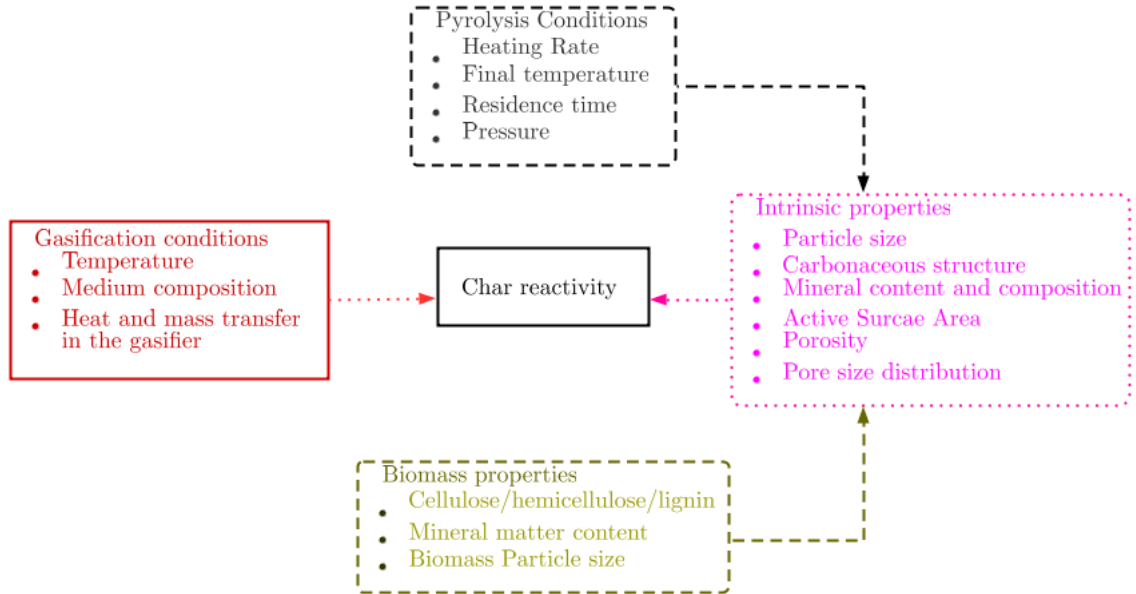 Pyrolysis Conditions
Heating Rate
Final temperature
Residence time
Pressure
Gasification conditions
Temperature
Medium composition
Heat and mass transfer
in the gasifier
Char reactivity
Intrinsic properties
Particle size
Carbonaceous structure
Mineral content and composition
Active Surcae Area
Porosity
Pore size distribution
Biomass properties
Cellulose/hemicellulose/lignin
Mineral matter content
Biomass Particle size